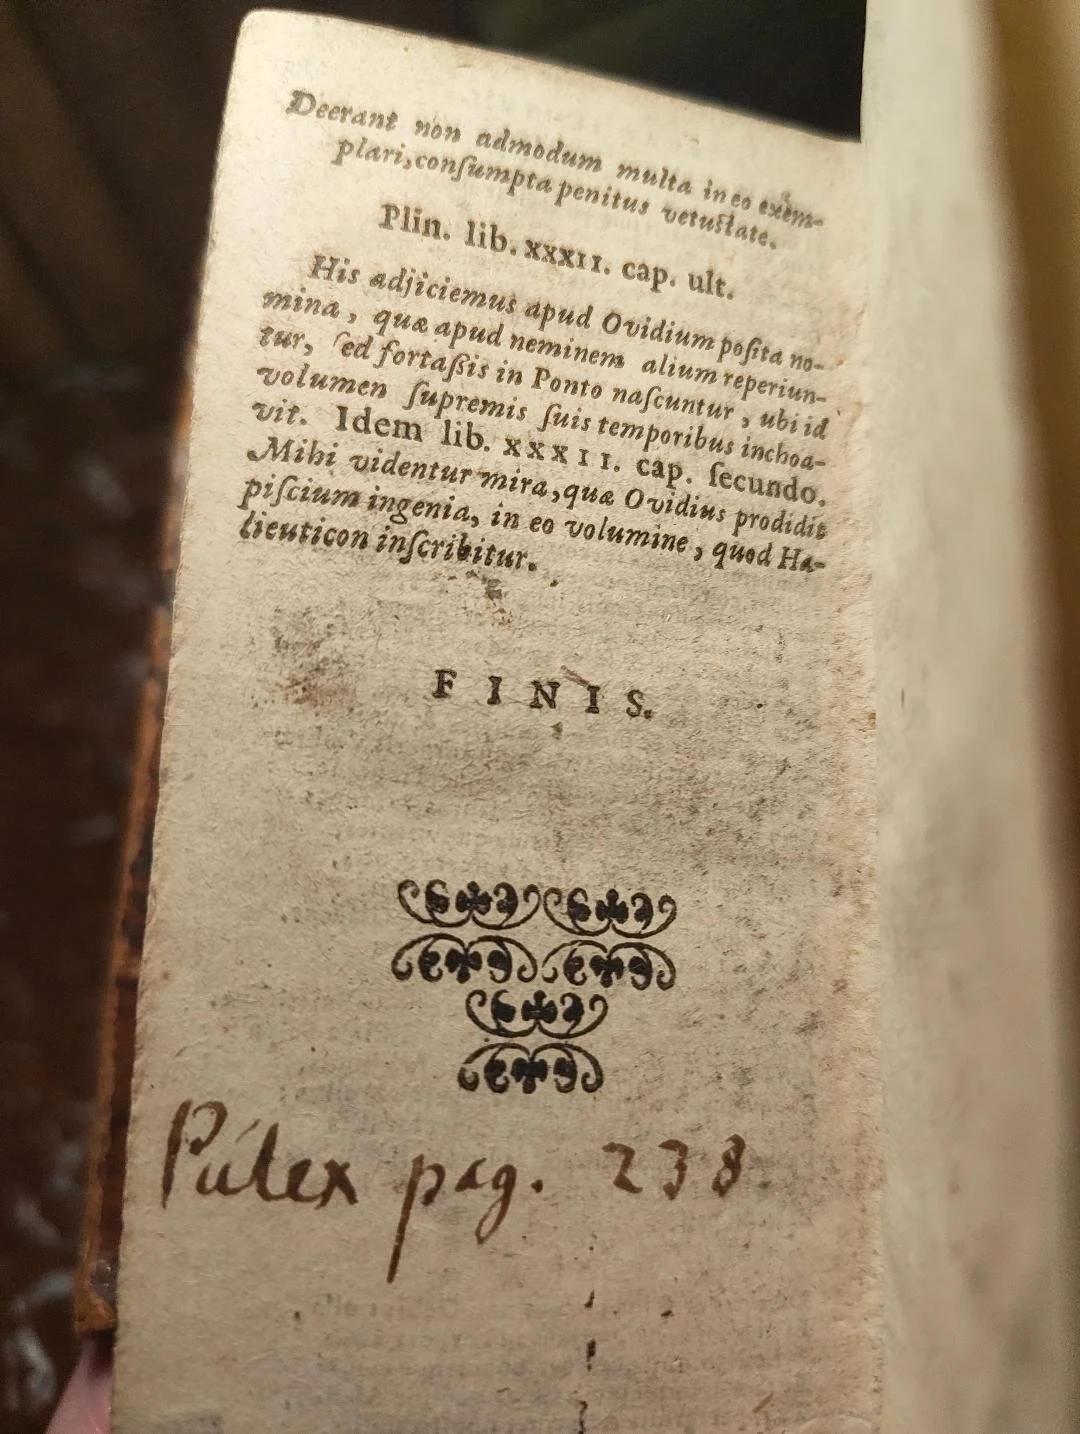 Deerant non admodum multa in eo exem-
plari, conſumpta penitus vetuſtate.
Plin. lib. XXXII. cap. ult.
His adjiciemus apud Ovidium poſita no-
mina, quæ apud neminem alium reperiun-
tur, ſed fortaſsis in Ponto naſcuntur, ubi id
volumen ſupremis ſuis temporibus inchoa-
vit. Idem lib. XXXII. cap. ſecundo.
Mihi videntur mira, quæ Ovidius prodidit
piſcium ingenia, in eo volumine, quod Ha-
lieuticon inſcribitur.
FINIS.
Púlex pag. 238